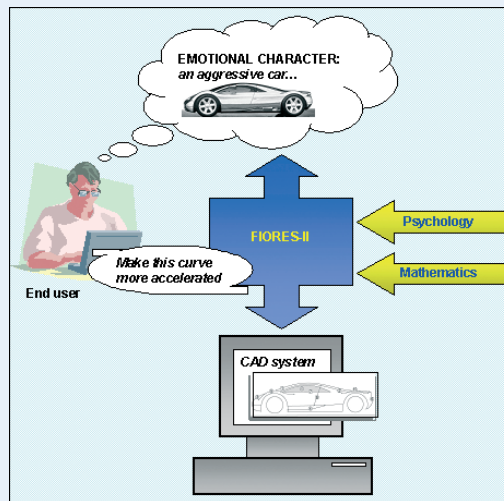 EMOTIONAL CHARACTER:
an aggressive car...
FIORES-II
Psychology
Mathematics
Make this curve
more accelerated
End user
CAD system